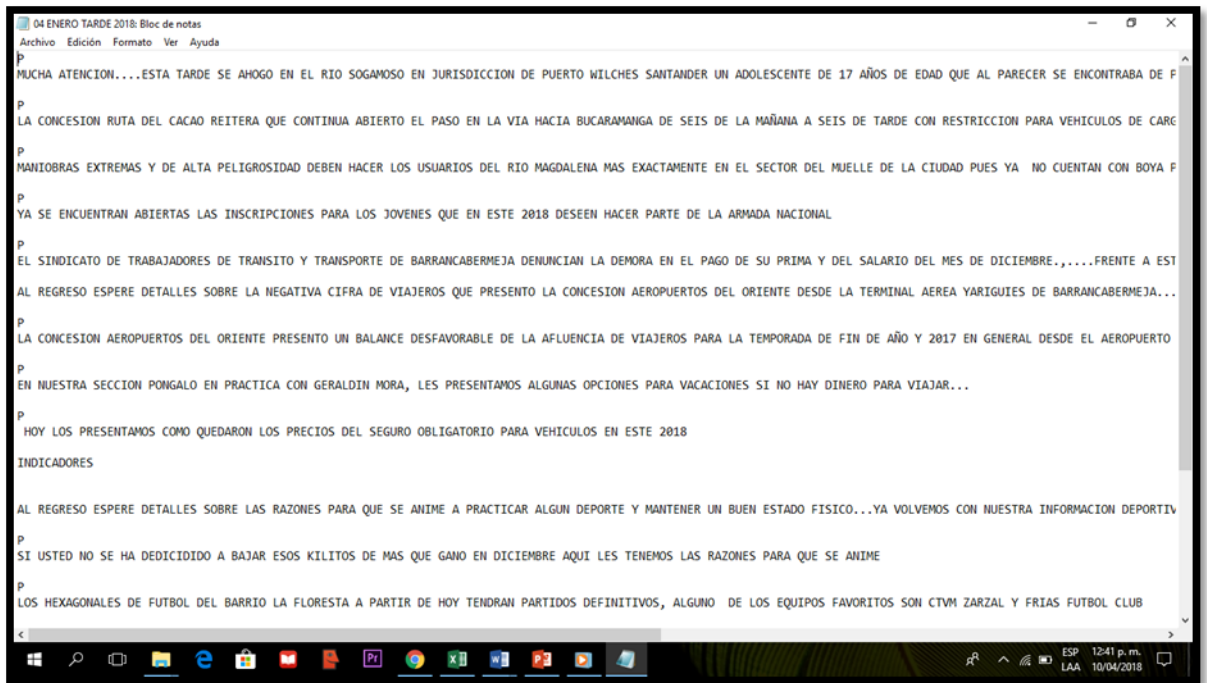 04 ENERO TARDE 2018: Bloc de notas
Archivo Edición Formato Ver Ayuda
P
MUCHA ATENCION....ESTA TARDE SE AHOGO EN EL RIO SOGAMOSO EN JURISDICCION DE PUERTO WILCHES SANTANDER UN ADOLESCENTE DE 17 AÑOS DE EDAD QUE AL PARECER SE ENCONTRABA DE P
P
LA CONCESION RUTA DEL CACAO REITERA QUE CONTINUA ABIERTO EL PASO EN LA VIA HACIA BUCARAMANGA DE SEIS DE LA MAÑANA A SEIS DE TARDE CON RESTRICCION PARA VEHICULOS DE CARG
P
MANIOBRAS EXTREMAS Y DE ALTA PELIGROSIDAD DEBEN HACER LOS USUARIOS DEL RIO MAGDALENA MAS EXACTAMENTE EN EL SECTOR DEL MUELLE DE LA CIUDAD PUES YA  NO CUENTAN CON BOYA P
P
YA SE ENCUENTRAN ABIERTAS LAS INSCRIPCIONES PARA LOS JOVENES QUE EN ESTE 2018 DESEEN HACER PARTE DE LA ARMADA NACIONAL
P
EL SINDICATO DE TRABAJADORES DE TRANSITO Y TRANSPORTE DE BARRANCABERMEJA DENUNCIAN LA DEMORA EN EL PAGO DE SU PRIMA Y DEL SALARIO DEL MES DE DICIEMBRE.,....FRENTE A EST
AL REGRESO ESPERE DETALLES SOBRE LA NEGATIVA CIFRA DE VIAJEROS QUE PRESENTO LA CONCESION AEROPUERTOS DEL ORIENTE DESDE LA TERMINAL AEREA YARIGUIES DE BARRANCABERMEJA...
P
LA CONCESION AEROPUERTOS DEL ORIENTE PRESENTO UN BALANCE DESFAVORABLE DE LA AFLUENCIA DE VIAJEROS PARA LA TEMPORADA DE FIN DE AÑO Y 2017 EN GENERAL DESDE EL AEROPUERTO
P
EN NUESTRA SECCION PONGALO EN PRACTICA CON GERALDIN MORA, LES PRESENTAMOS ALGUNAS OPCIONES PARA VACACIONES SI NO HAY DINERO PARA VIAJAR...
P
HOY LOS PRESENTAMOS COMO QUEDARON LOS PRECIOS DEL SEGURO OBLIGATORIO PARA VEHICULOS EN ESTE 2018
INDICADORES
AL REGRESO ESPERE DETALLES SOBRE LAS RAZONES PARA QUE SE ANIME A PRACTICAR ALGUN DEPORTE Y MANTENER UN BUEN ESTADO FISICO...YA VOLVEMOS CON NUESTRA INFORMACION DEPORTIV
P
SI USTED NO SE HA DEDICIDIDO A BAJAR ESOS KILITOS DE MAS QUE GANO EN DICIEMBRE AQUI LES TENEMOS LAS RAZONES PARA QUE SE ANIME
P
LOS HEXAGONALES DE FUTBOL DEL BARRIO LA FLORESTA A PARTIR DE HOY TENDRAN PARTIDOS DEFINITIVOS, ALGUNO  DE LOS EQUIPOS FAVORITOS SON CTVM ZARZAL Y FRIAS FUTBOL CLUB
Pr
ESP 12:41 p. m.
LAA 10/04/2018